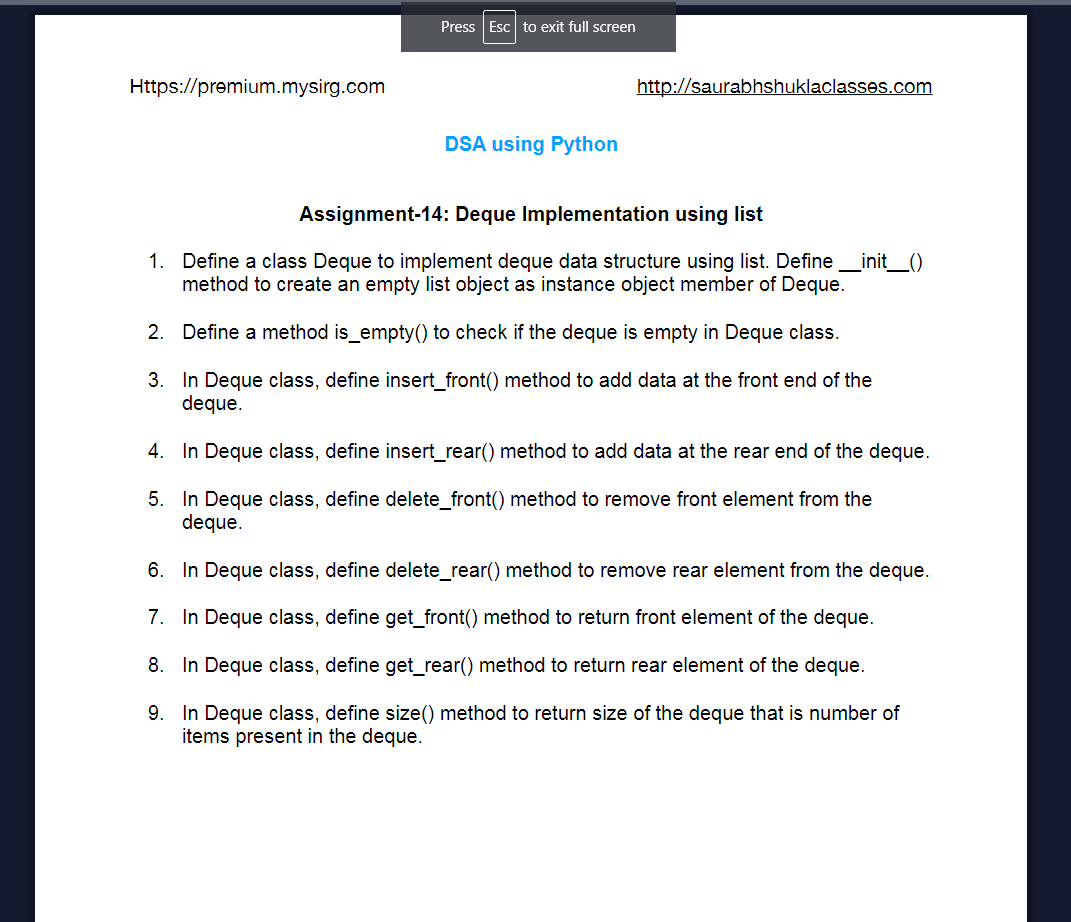 Press Esc to exit full screen
Https://premium.mysirg.com http://saurabhshuklaclasses.com
DSA using Python
Assignment-14: Deque Implementation using list
1. Define a class Deque to implement deque data structure using list. Define __init__()
method to create an empty list object as instance object member of Deque.
2. Define a method is_empty() to check if the deque is empty in Deque class.
3. In Deque class, define insert_front() method to add data at the front end of the
deque.
4. In Deque class, define insert_rear() method to add data at the rear end of the deque.
5. In Deque class, define delete_front() method to remove front element from the
deque.
6. In Deque class, define delete_rear() method to remove rear element from the deque.
7. In Deque class, define get_front() method to return front element of the deque.
8. In Deque class, define get_rear() method to return rear element of the deque.
9. In Deque class, define size() method to return size of the deque that is number of
items present in the deque.